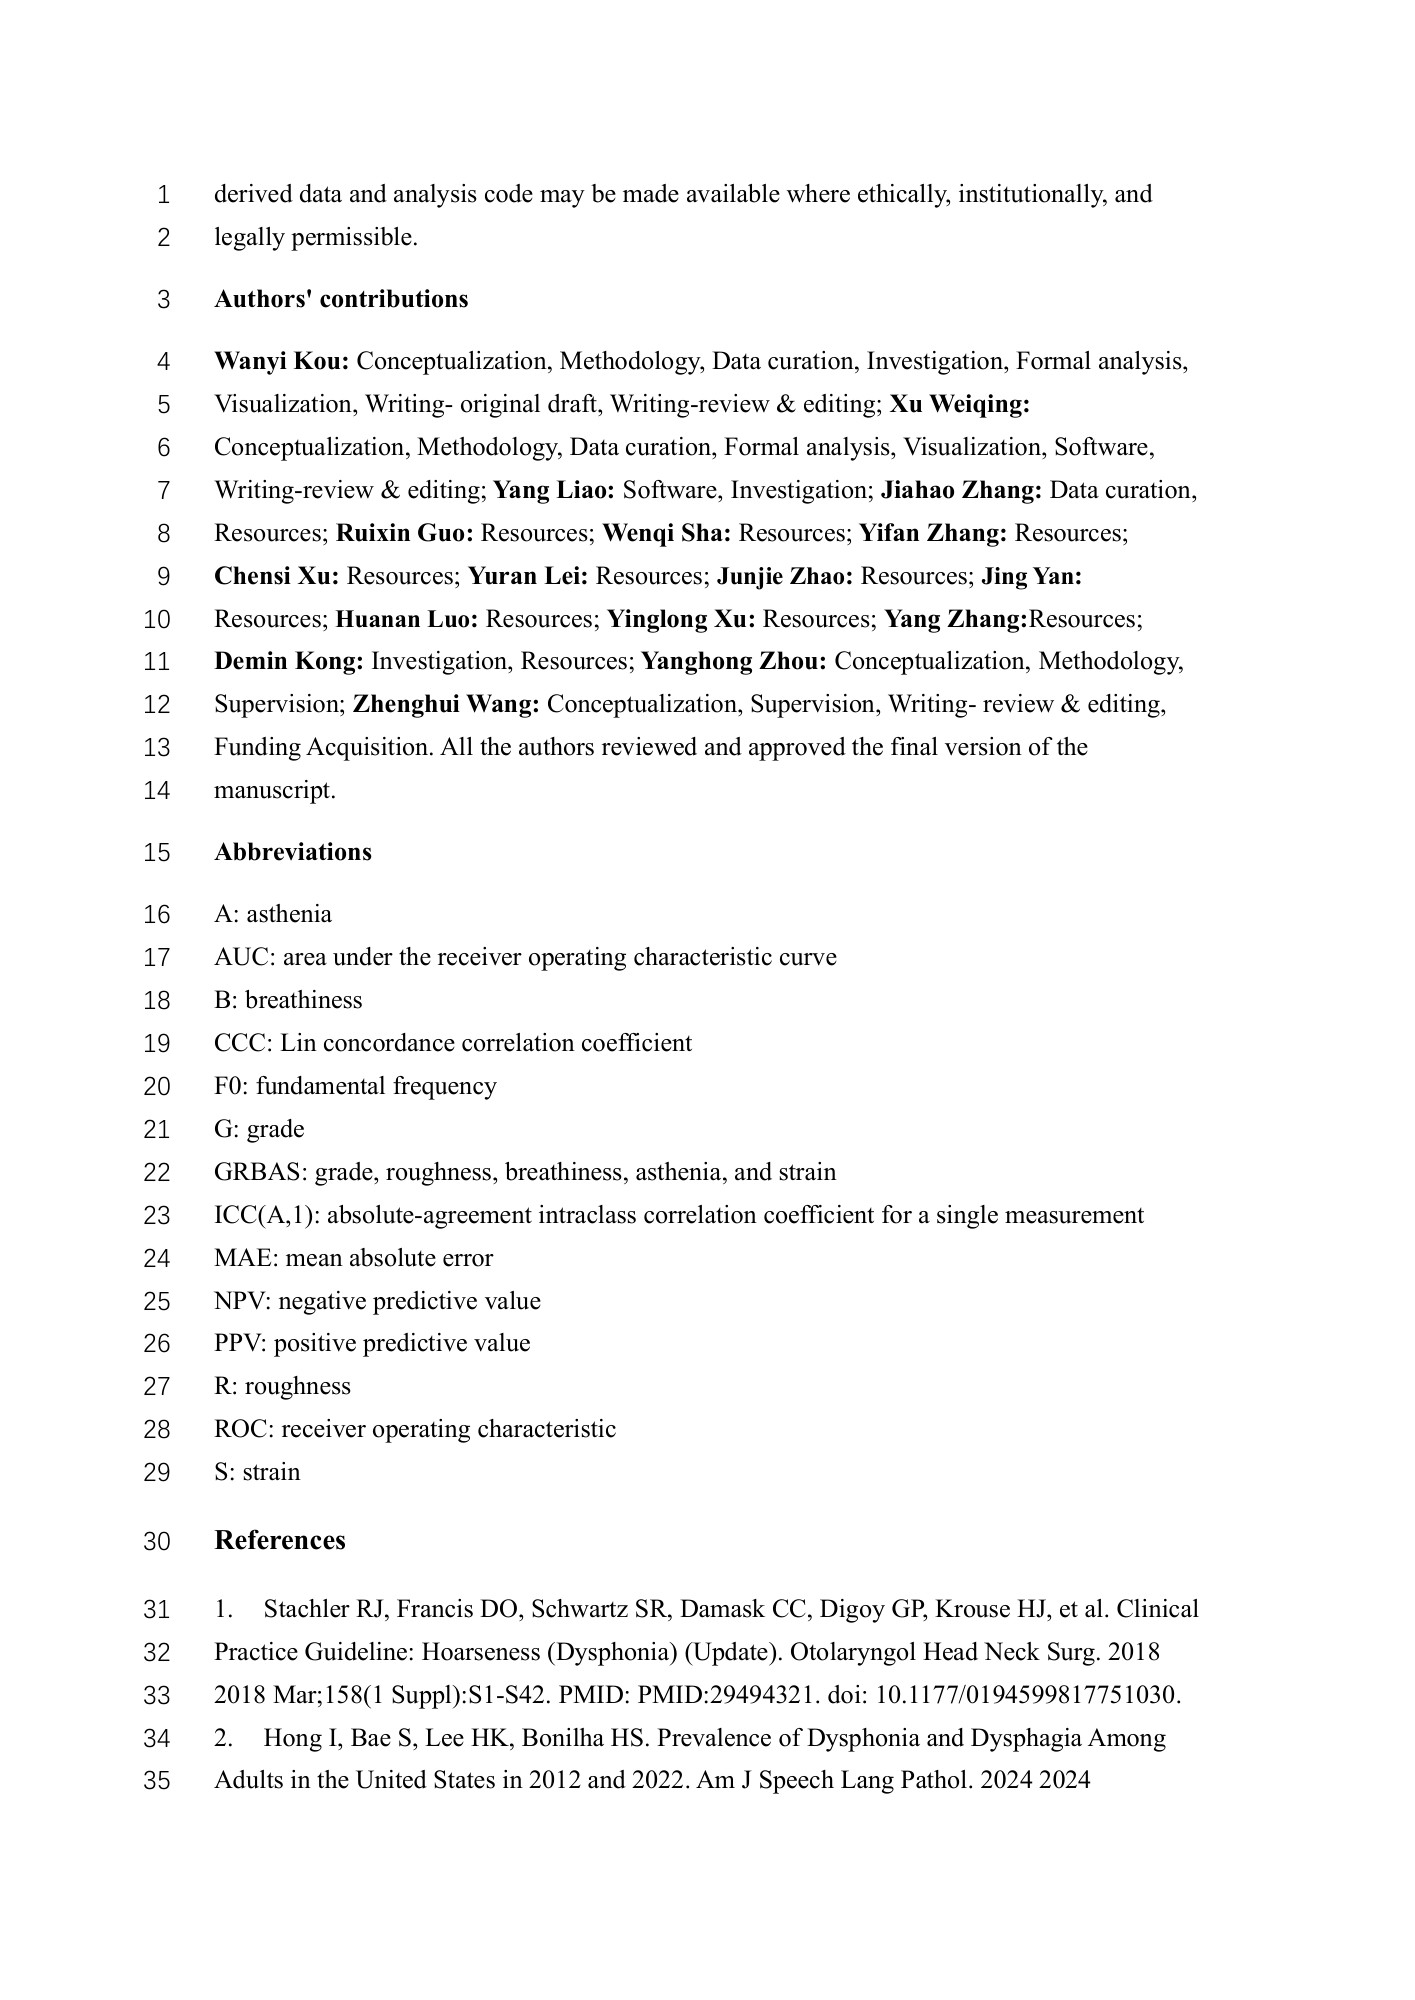 1 derived data and analysis code may be made available where ethically, institutionally, and
2 legally permissible.
3 Authors' contributions
4 Wanyi Kou: Conceptualization, Methodology, Data curation, Investigation, Formal analysis,
5 Visualization, Writing- original draft, Writing-review & editing; Xu Weiqing:
6 Conceptualization, Methodology, Data curation, Formal analysis, Visualization, Software,
7 Writing-review & editing; Yang Liao: Software, Investigation; Jiahao Zhang: Data curation,
8 Resources; Ruixin Guo: Resources; Wenqi Sha: Resources; Yifan Zhang: Resources;
9 Chensi Xu: Resources; Yuran Lei: Resources; Junjie Zhao: Resources; Jing Yan:
10 Resources; Huanan Luo: Resources; Yinglong Xu: Resources; Yang Zhang:Resources;
11 Demin Kong: Investigation, Resources; Yanghong Zhou: Conceptualization, Methodology,
12 Supervision; Zhenghui Wang: Conceptualization, Supervision, Writing- review & editing,
13 Funding Acquisition. All the authors reviewed and approved the final version of the
14 manuscript.
15 Abbreviations
16 A: asthenia
17 AUC: area under the receiver operating characteristic curve
18 B: breathiness
19 CCC: Lin concordance correlation coefficient
20 F0: fundamental frequency
21 G: grade
22 GRBAS: grade, roughness, breathiness, asthenia, and strain
23 ICC(A,1): absolute-agreement intraclass correlation coefficient for a single measurement
24 MAE: mean absolute error
25 NPV: negative predictive value
26 PPV: positive predictive value
27 R: roughness
28 ROC: receiver operating characteristic
29 S: strain
30 References
31 1. Stachler RJ, Francis DO, Schwartz SR, Damask CC, Digoy GP, Krouse HJ, et al. Clinical
32 Practice Guideline: Hoarseness (Dysphonia) (Update). Otolaryngol Head Neck Surg. 2018
33 2018 Mar;158(1 Suppl):S1-S42. PMID: PMID:29494321. doi: 10.1177/0194599817751030.
34 2. Hong I, Bae S, Lee HK, Bonilha HS. Prevalence of Dysphonia and Dysphagia Among
35 Adults in the United States in 2012 and 2022. Am J Speech Lang Pathol. 2024 2024